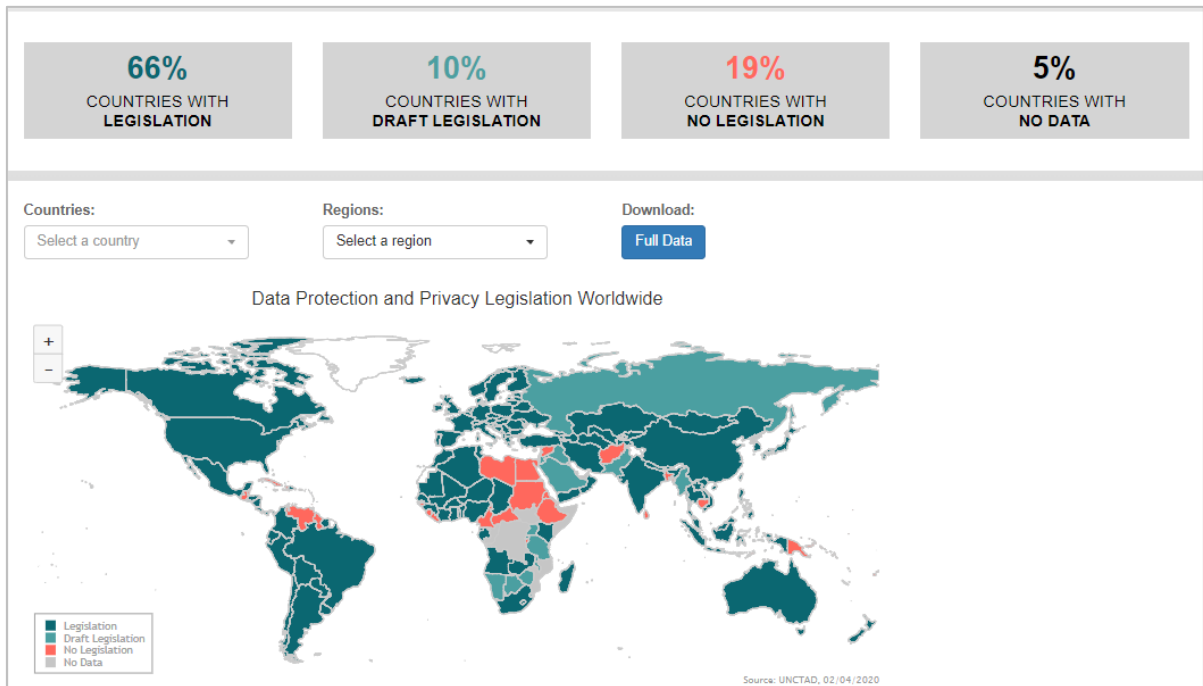 66%
COUNTRIES WITH
LEGISLATION
10%
COUNTRIES WITH
DRAFT LEGISLATION
19%
COUNTRIES WITH
NO LEGISLATION
5%
COUNTRIES WITH
NO DATA
Countries:
Select a country
Regions:
Select a region
Download:
Full Data
Data Protection and Privacy Legislation Worldwide
+
-
Legislation
Draft Legislation
No Legislation
No Data
Source: UNCTAD, 02/04/2020